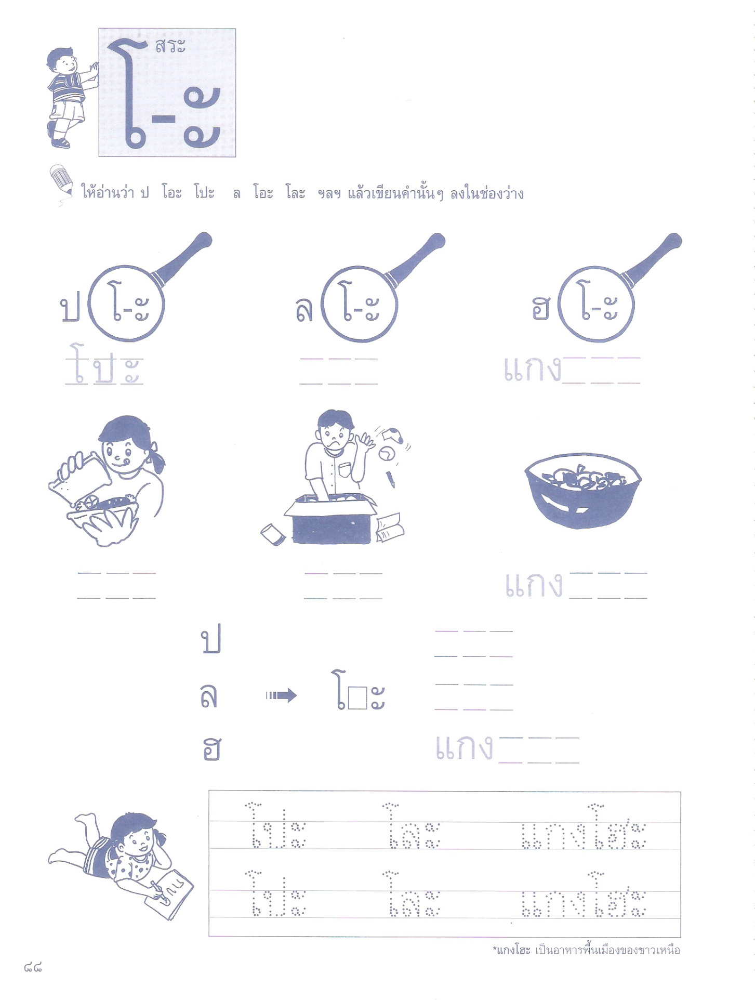 สระ
โ-ะ
ให้อ่านว่า ป โอะ โปะ ล โอะ โละ ฯลฯ แล้วเขียนคำนั้นๆ ลงในช่องว่าง
ป โ-ะ ล โ-ะ ฮ โ-ะ
โปะ แกง
แกง
ป
ล โ□ะ
ฮ แกง
โปะ โละ แกงโฮะ
โปะ โละ แกงโฮะ
*แกงโฮะ เป็นอาหารพื้นเมืองของชาวเหนือ
๘๘